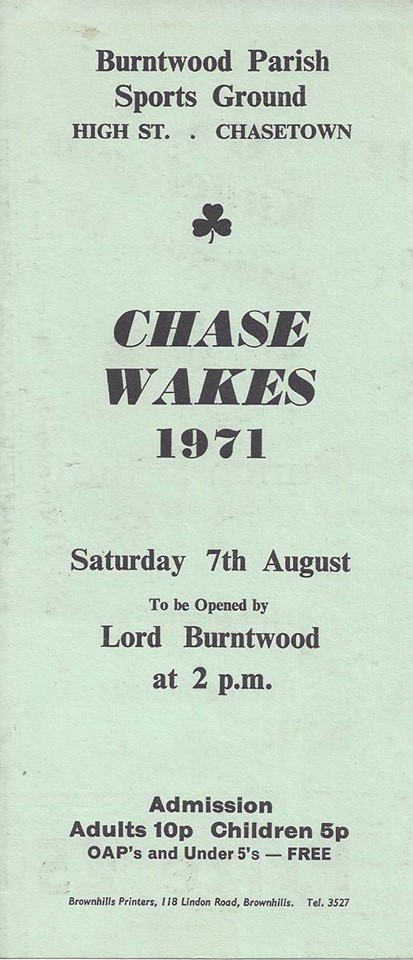 Burntwood Parish
Sports Ground
HIGH ST. . CHASETOWN
CHASE
WAKES
1971
Saturday 7th August
To be Opened by
Lord Burntwood
at 2 p.m.
Admission
Adults 10p Children 5p
OAP's and Under 5's — FREE
Brownhills Printers, 118 Lindon Road, Brownhills. Tel. 3527